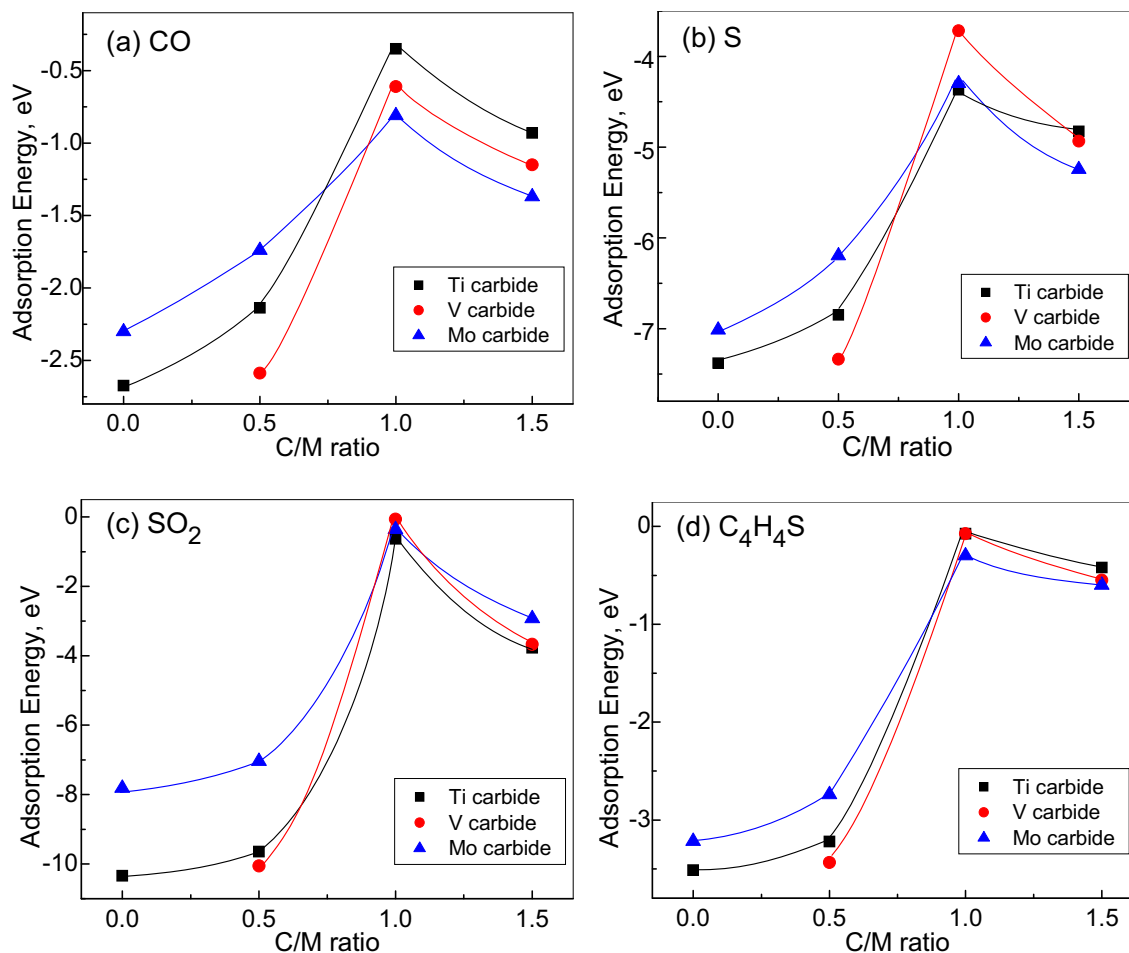 (a) CO
Adsorption Energy, eV
-0.5
-1.0
-1.5
-2.0
-2.5
Ti carbide
V carbide
Mo carbide
0.0 0.5 1.0 1.5
C/M ratio
(b) S
Adsorption Energy, eV
-4
-5
-6
-7
Ti carbide
V carbide
Mo carbide
0.0 0.5 1.0 1.5
C/M ratio
(c) SO2
Adsorption Energy, eV
0
-2
-4
-6
-8
-10
Ti carbide
V carbide
Mo carbide
0.0 0.5 1.0 1.5
C/M ratio
(d) C4H4S
Adsorption Energy, eV
0
-1
-2
-3
Ti carbide
V carbide
Mo carbide
0.0 0.5 1.0 1.5
C/M ratio